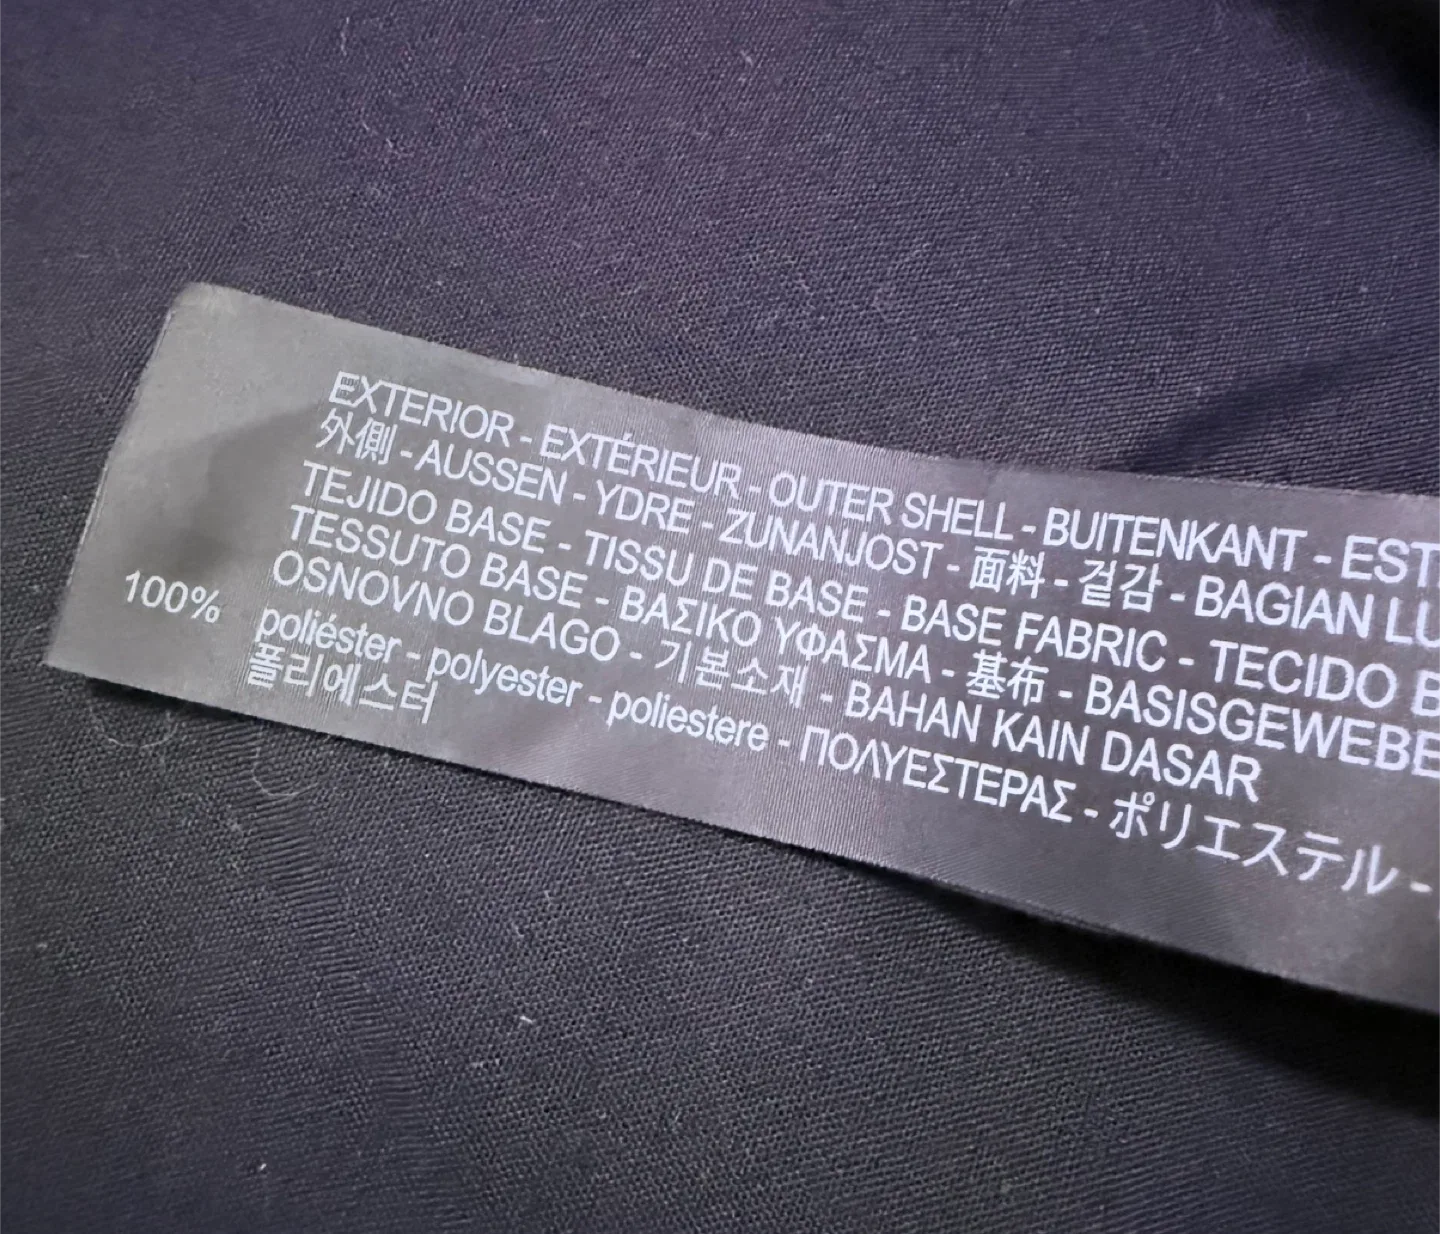 EXTERIOR - EXTÉRIEUR - OUTER SHELL - BUITENKANT -
外側 - AUSSEN - YDRE - ZUNANJOST - 面料 - 겉감 - BAGIAN
TEJIDO BASE - TISSU DE BASE - BASE FABRIC - TECIDO
TESSUTO BASE - ΒΑΣΙΚΟ ΥΦΑΣΜΑ - 基布 - BASISGEWEBE
OSNOVNO BLAGO - 기본소재 - BAHAN KAIN DASAR
100% poliéster - polyester - poliestere - ΠΟΛΥΕΣΤΕΡΑΣ - ポリエステル -
폴리에스터